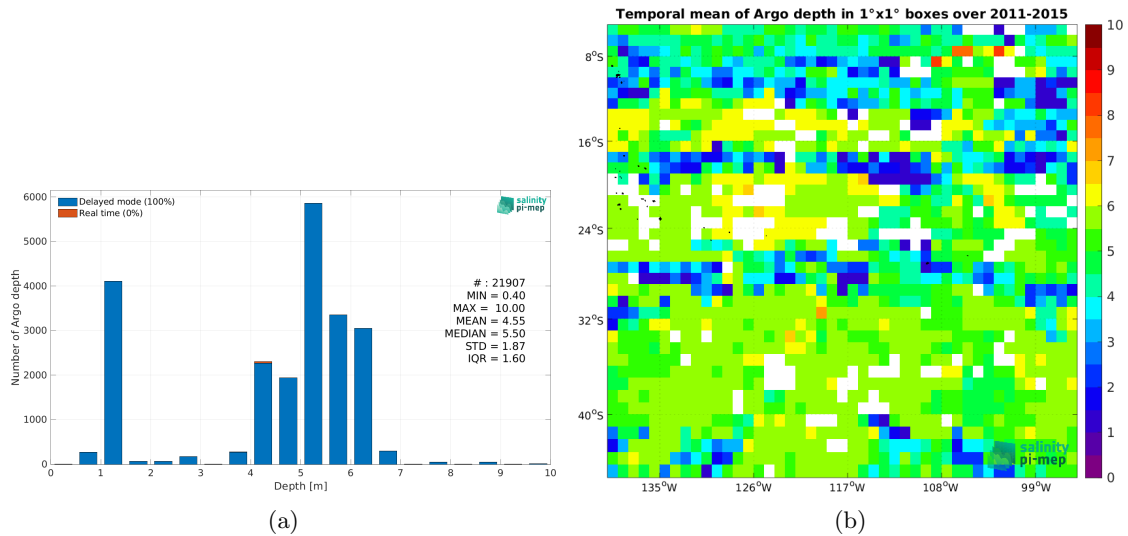 Temporal mean of Argo depth in 1°x1° boxes over 2011-2015
6000
5000
4000
3000
2000
1000
0
Number of Argo depth
Delayed mode (100%)
Real time (0%)
salinity
pi-mep
# : 21907
MIN = 0.40
MAX = 10.00
MEAN = 4.55
MEDIAN = 5.50
STD = 1.87
IQR = 1.60
0 1 2 3 4 5 6 7 8 9 10
Depth [m]
(a)
8°S
16°S
24°S
32°S
40°S
135°W 126°W 117°W 108°W 99°W
salinity
pi-mep
10
9
8
7
6
5
4
3
2
1
0
(b)